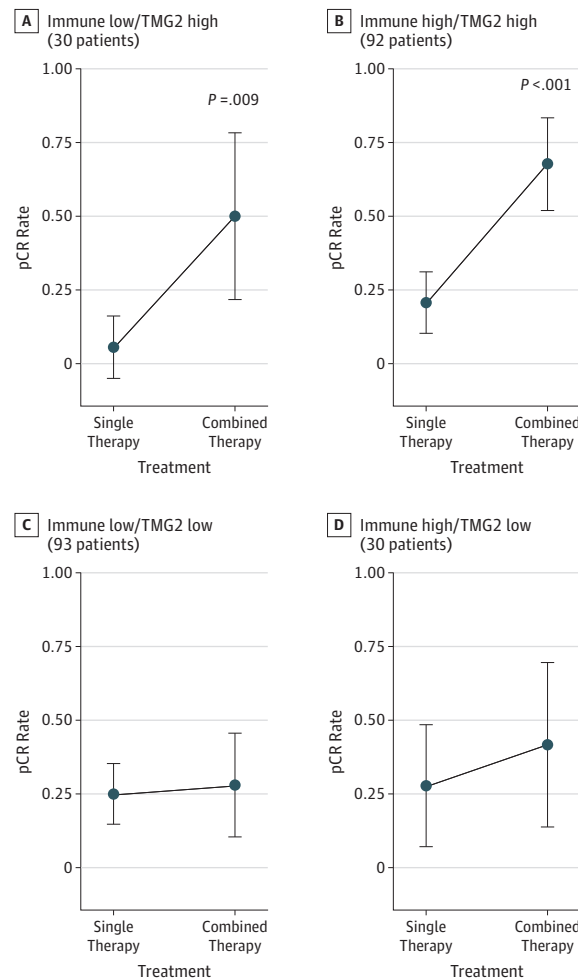 A Immune low/TMG2 high
(30 patients)
1.00
0.75
0.50
0.25
0
pCR Rate
P =.009
Single
Therapy
Combined
Therapy
Treatment
B Immune high/TMG2 high
(92 patients)
1.00
0.75
0.50
0.25
0
pCR Rate
P <.001
Single
Therapy
Combined
Therapy
Treatment
C Immune low/TMG2 low
(93 patients)
1.00
0.75
0.50
0.25
0
pCR Rate
Single
Therapy
Combined
Therapy
Treatment
D Immune high/TMG2 low
(30 patients)
1.00
0.75
0.50
0.25
0
pCR Rate
Single
Therapy
Combined
Therapy
Treatment